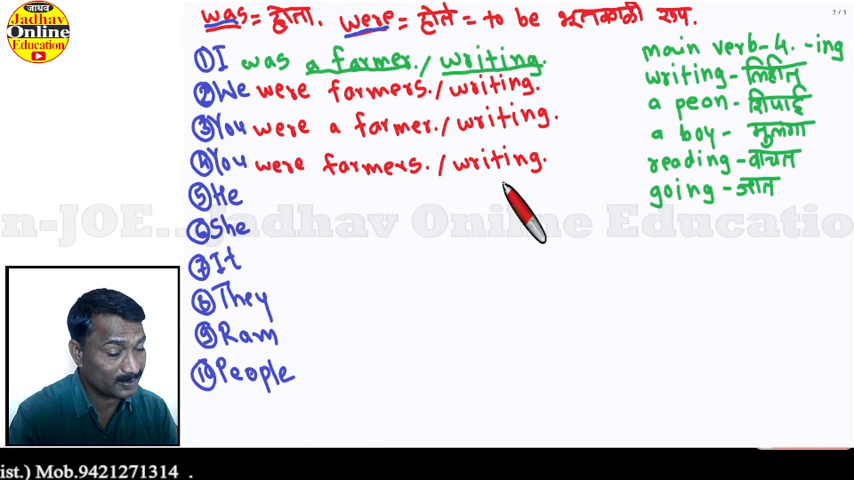 जाधव
Jadhav
Online
Education
was = होता. were = होते = to be भूतकाळी रूप.
2/5
① I was a farmer. / writing.
② We were farmers. / writing.
③ You were a farmer. / writing.
④ You were farmers. / writing.
⑤ He
⑥ She
⑦ It
⑧ They
⑨ Ram
⑩ People
main verb - 4. -ing
writing - लिहीत
a peon - शिपाई
a boy - मुलगा
reading - वाचत
going - जात
n-JOE..Jadhav Online Educatio
ist.) Mob.9421271314 .